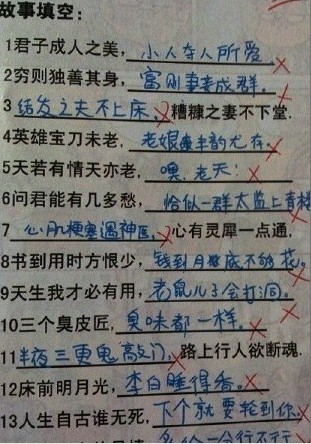 故事填空:
1君子成人之美,小人夺人所爱
2穷则独善其身,富则妻妾成群.
3结发之夫不上床,糟糠之妻不下堂.
4英雄宝刀未老,老娘丰韵尤存.
5天若有情天亦老,噢,老天!
6问君能有几多愁,恰似一群太监上青楼
7心肌梗塞遇神医,心有灵犀一点通.
8书到用时方恨少,钱到月底不够花。
9天生我才必有用,老鼠儿子会打洞。
10三个臭皮匠,臭味都一样。
11半夜三更鬼敲门,路上行人欲断魂.
12床前明月光,李白睡得香。
13人生自古谁无死,下个就要轮到你